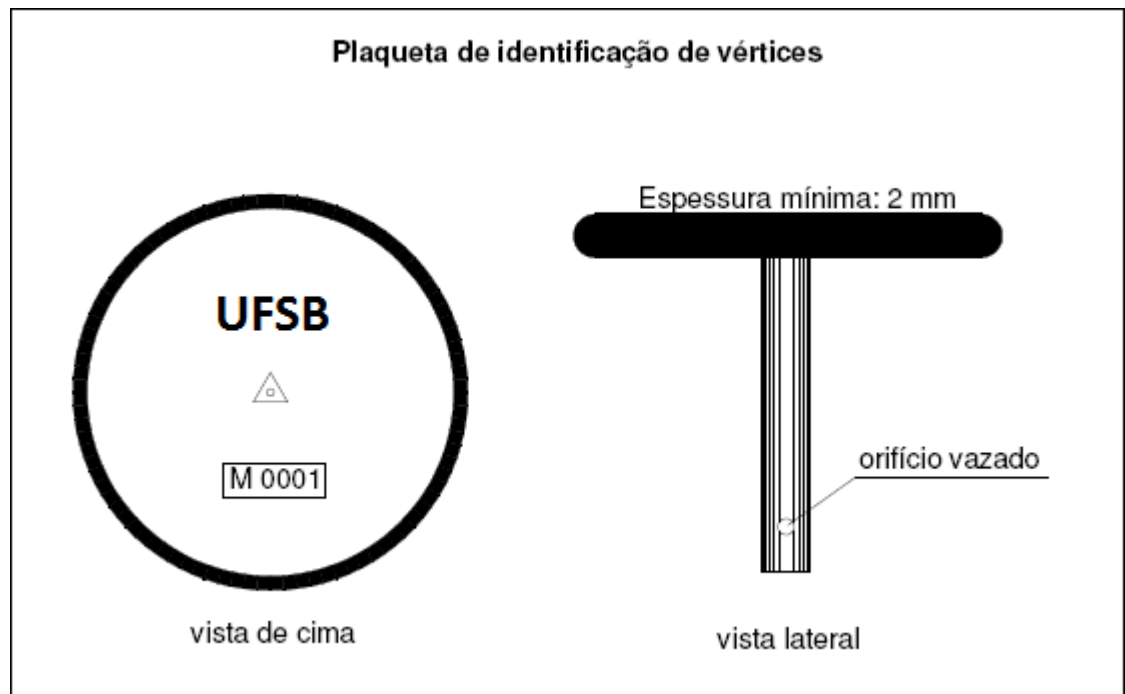 Plaqueta de identificação de vértices
UFSB
M 0001
vista de cima
Espessura mínima: 2 mm
orifício vazado
vista lateral